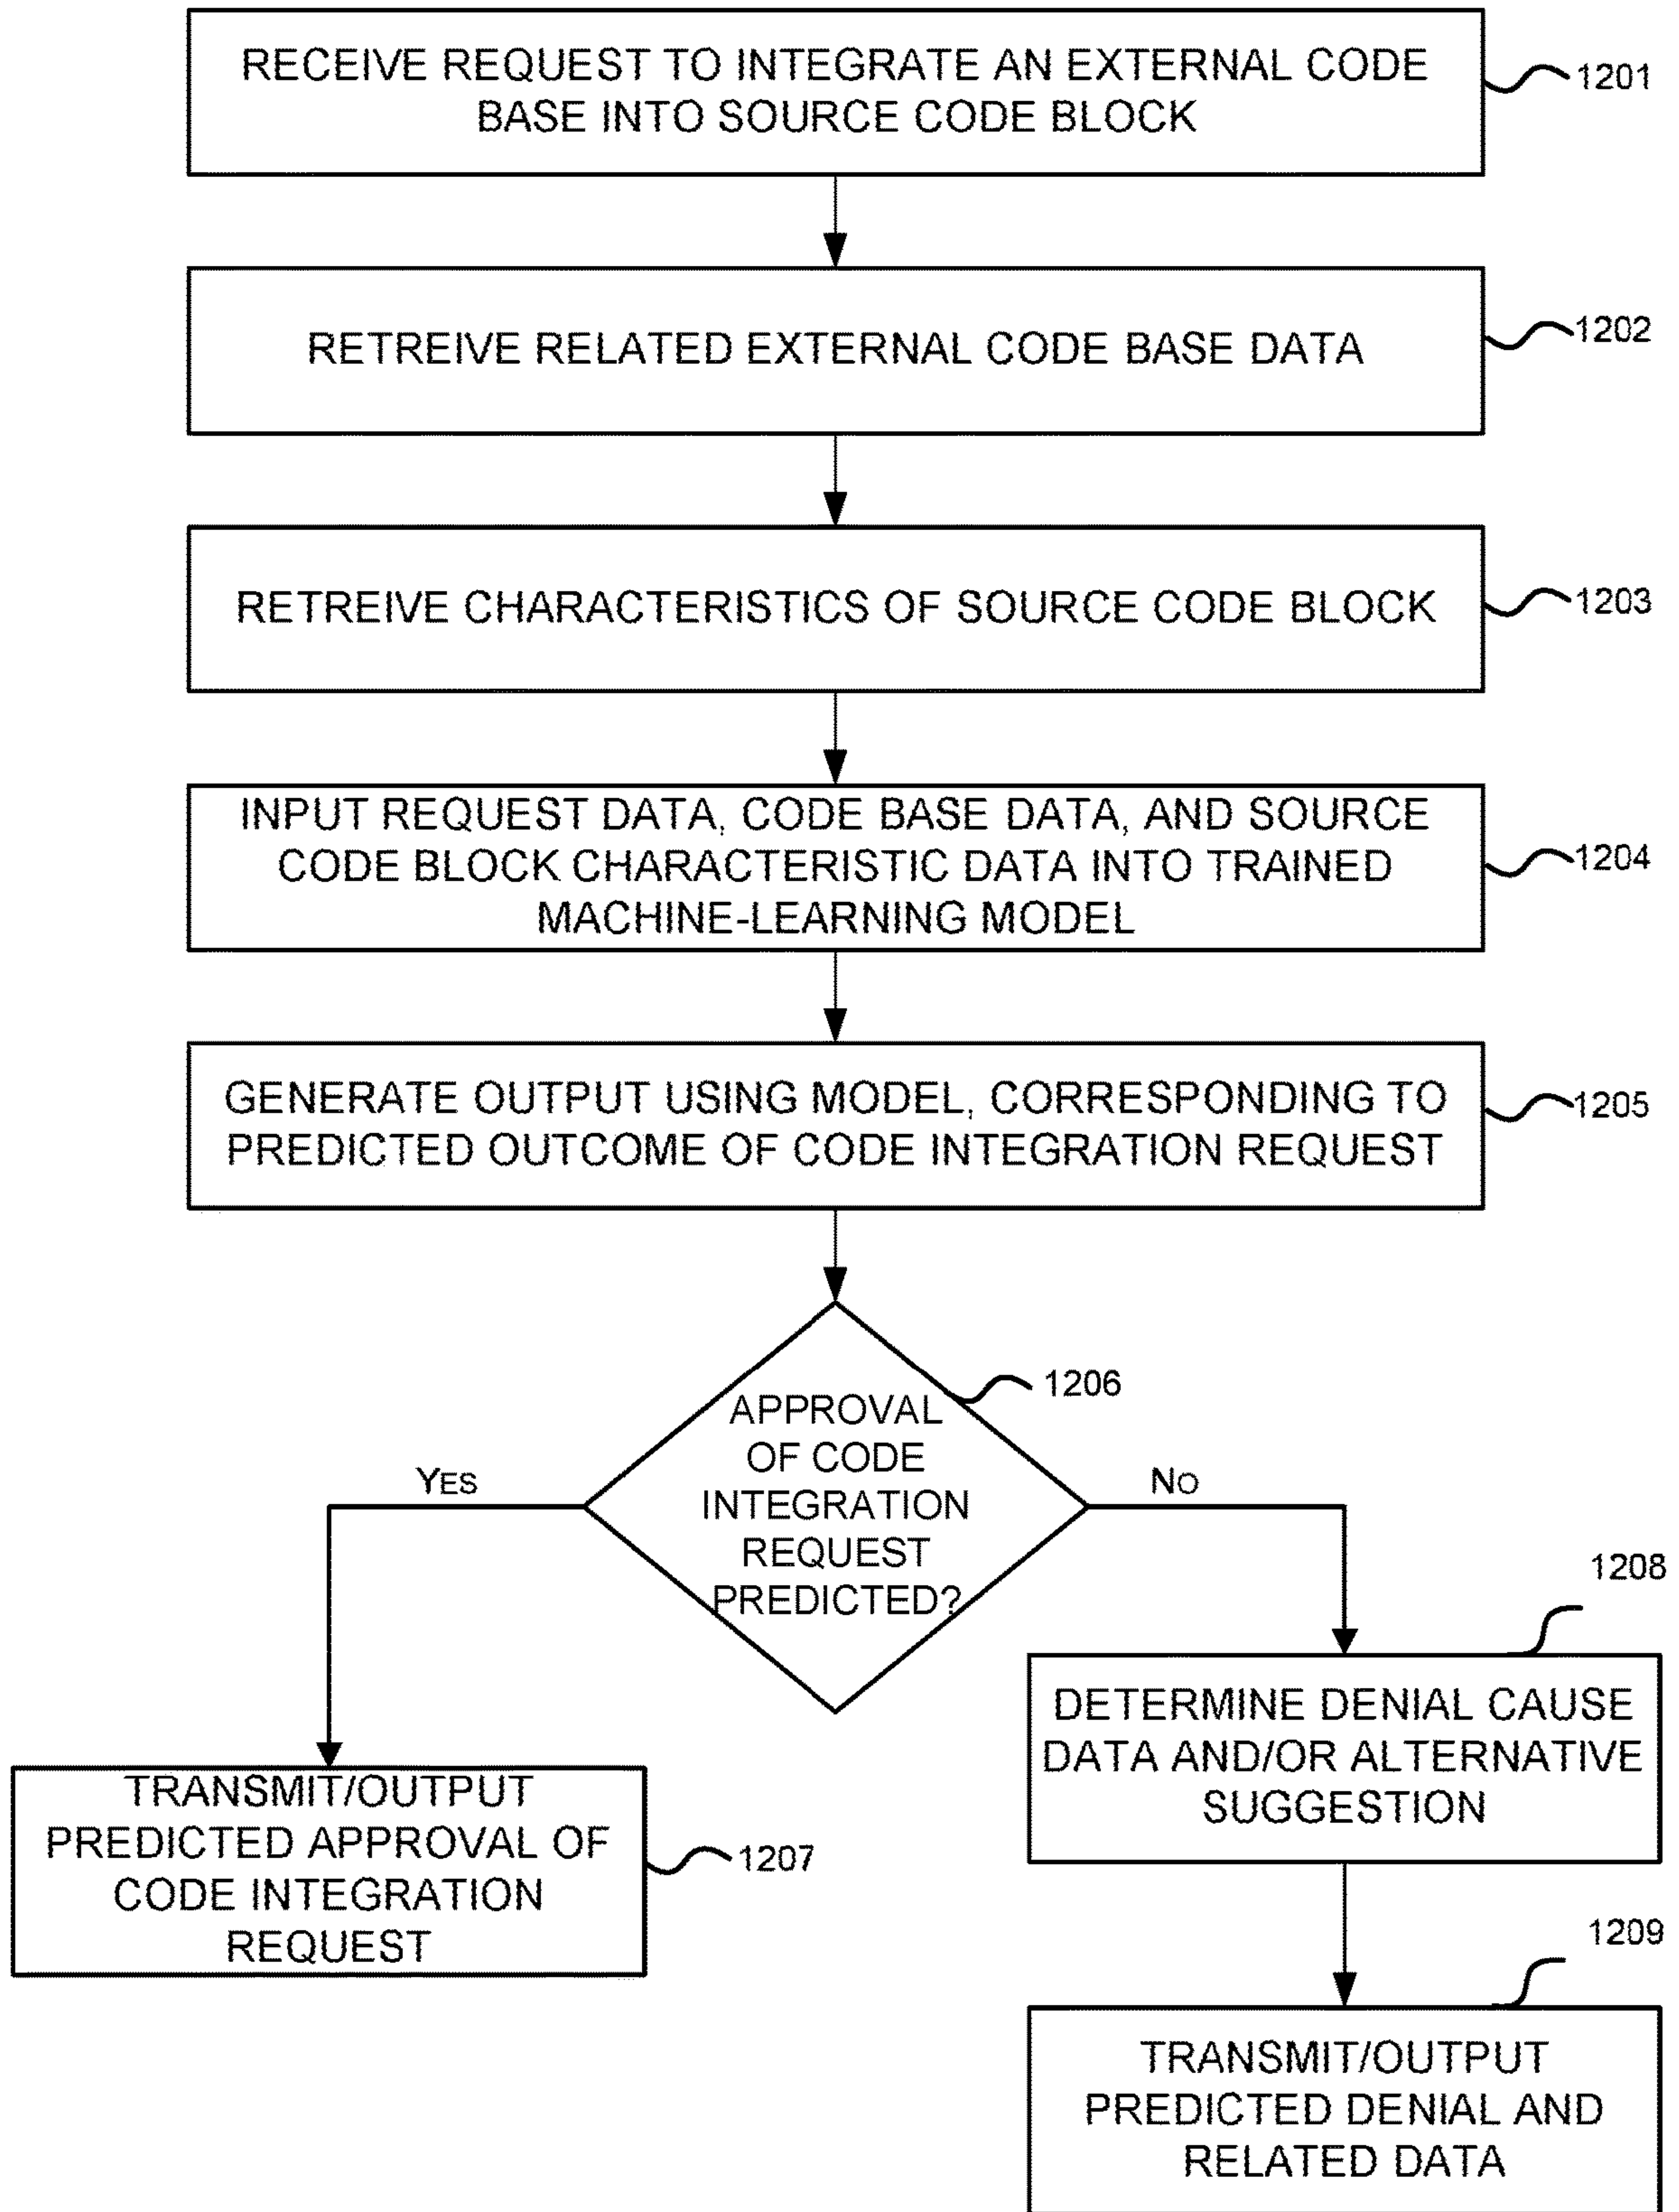 RECEIVE REQUEST TO INTEGRATE AN EXTERNAL CODE
BASE INTO SOURCE CODE BLOCK
1201
RETREIVE RELATED EXTERNAL CODE BASE DATA
1202
RETREIVE CHARACTERISTICS OF SOURCE CODE BLOCK
1203
INPUT REQUEST DATA, CODE BASE DATA, AND SOURCE
CODE BLOCK CHARACTERISTIC DATA INTO TRAINED
MACHINE-LEARNING MODEL
1204
GENERATE OUTPUT USING MODEL, CORRESPONDING TO
PREDICTED OUTCOME OF CODE INTEGRATION REQUEST
1205
APPROVAL
OF CODE
INTEGRATION
REQUEST
PREDICTED?
1206
YES
NO
TRANSMIT/OUTPUT
PREDICTED APPROVAL OF
CODE INTEGRATION
REQUEST
1207
1208
DETERMINE DENIAL CAUSE
DATA AND/OR ALTERNATIVE
SUGGESTION
1209
TRANSMIT/OUTPUT
PREDICTED DENIAL AND
RELATED DATA